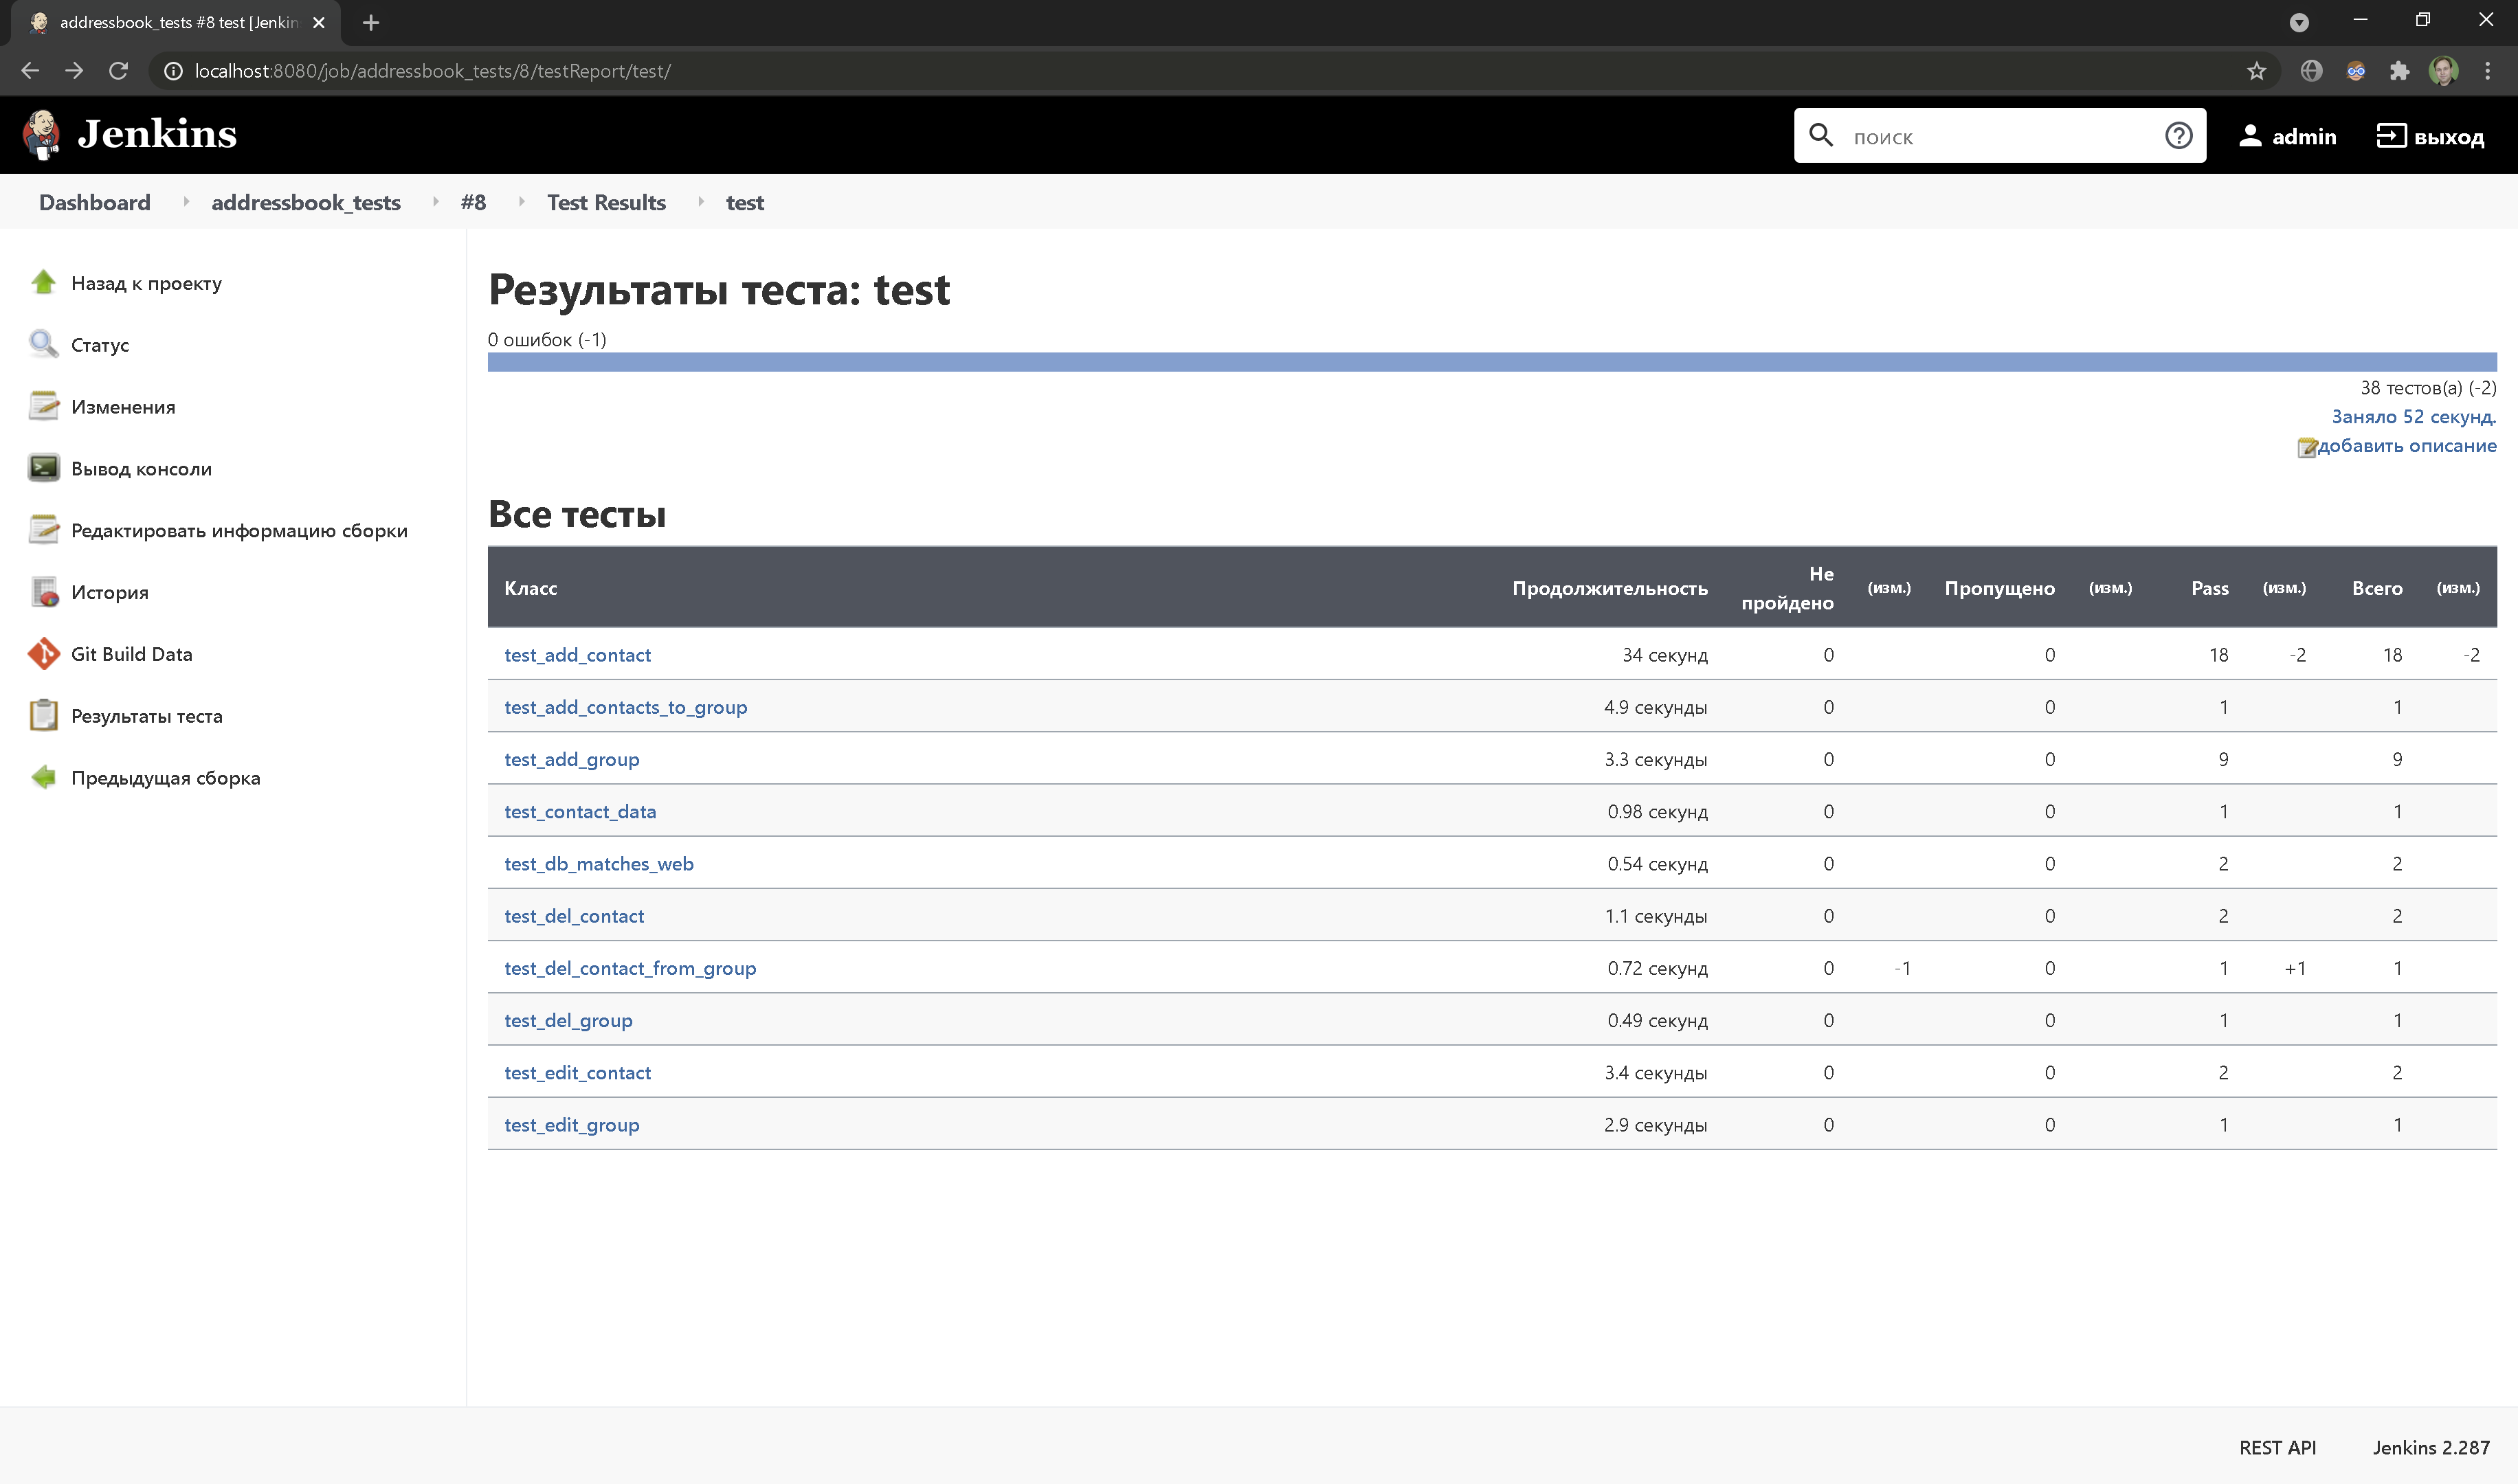 addressbook_tests #8 test [Jenkin
localhost:8080/job/addressbook_tests/8/testReport/test/
Jenkins
поиск
admin
выход
Dashboard addressbook_tests #8 Test Results test
Назад к проекту
Статус
Изменения
Вывод консоли
Редактировать информацию сборки
История
Git Build Data
Результаты теста
Предыдущая сборка
Результаты теста: test
0 ошибок (-1)
38 тестов(а) (-2)
Заняло 52 секунд.
добавить описание
Все тесты
Класс Продолжительность Не пройдено (изм.) Пропущено (изм.) Pass (изм.) Всего (изм.)
test_add_contact 34 секунд 0 0 18 -2 18 -2
test_add_contacts_to_group 4.9 секунды 0 0 1 1
test_add_group 3.3 секунды 0 0 9 9
test_contact_data 0.98 секунд 0 0 1 1
test_db_matches_web 0.54 секунд 0 0 2 2
test_del_contact 1.1 секунды 0 0 2 2
test_del_contact_from_group 0.72 секунд 0 -1 0 1 +1 1
test_del_group 0.49 секунд 0 0 1 1
test_edit_contact 3.4 секунды 0 0 2 2
test_edit_group 2.9 секунды 0 0 1 1
REST API Jenkins 2.287